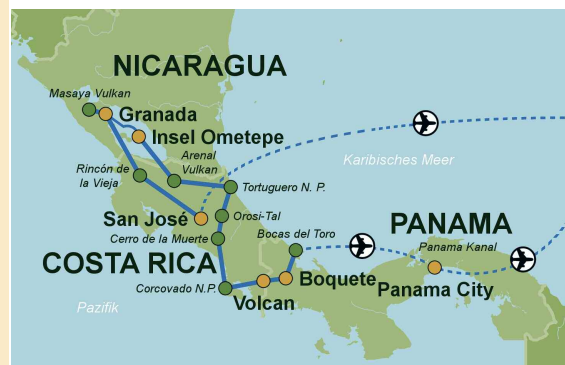 NICARAGUA
Masaya Vulkan
Granada
Insel Ometepe
Arenal
Vulkan
Karibisches Meer
Rincón de
la Vieja
Tortuguero N. P.
San José
Orosi-Tal
Cerro de la Muerte
Bocas del Toro
PANAMA
Panama Kanal
COSTA RICA
Corcovado N.P.
Boquete
Panama City
Volcan
Pazifik